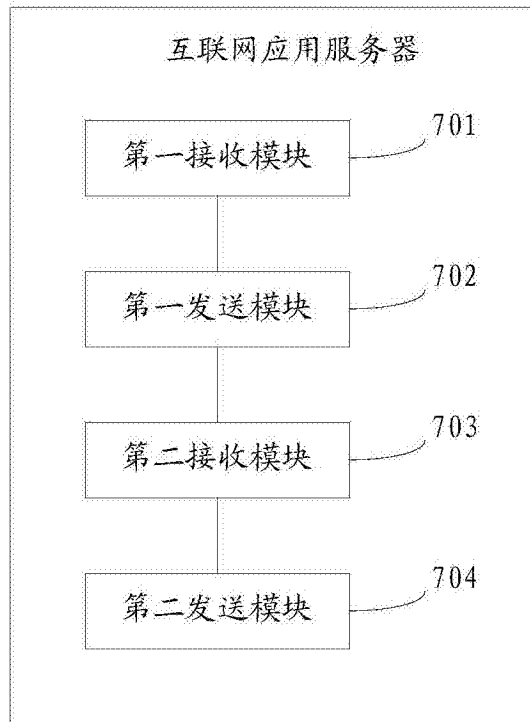 互联网应用服务器
第一接收模块
701
第一发送模块
702
第二接收模块
703
第二发送模块
704